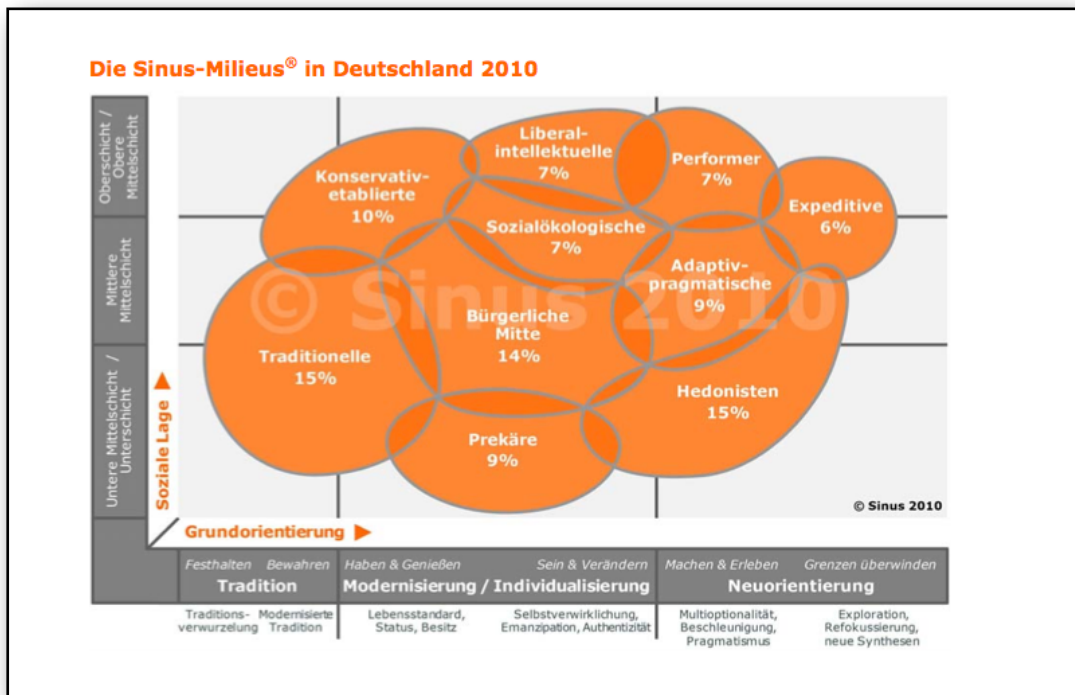 Die Sinus-Milieus® in Deutschland 2010
Oberschicht /
Obere
Mittelschicht
Mittlere
Mittelschicht
Untere Mittelschicht /
Unterschicht
Soziale Lage
Konservativ-
etablierte
10%
Liberal-
intellektuelle
7%
Performer
7%
Expeditive
6%
Sozialökologische
7%
Adaptiv-
pragmatische
9%
© Sinus 2010
Bürgerliche
Mitte
14%
Traditionelle
15%
Hedonisten
15%
Prekäre
9%
© Sinus 2010
Grundorientierung
Festhalten Bewahren
Tradition
Haben & Genießen Sein & Verändern
Modernisierung / Individualisierung
Machen & Erleben Grenzen überwinden
Neuorientierung
Traditions-
verwurzelung
Modernisierte
Tradition
Lebensstandard,
Status, Besitz
Selbstverwirklichung,
Emanzipation, Authentizität
Multioptionalität,
Beschleunigung,
Pragmatismus
Exploration,
Refokussierung,
neue Synthesen